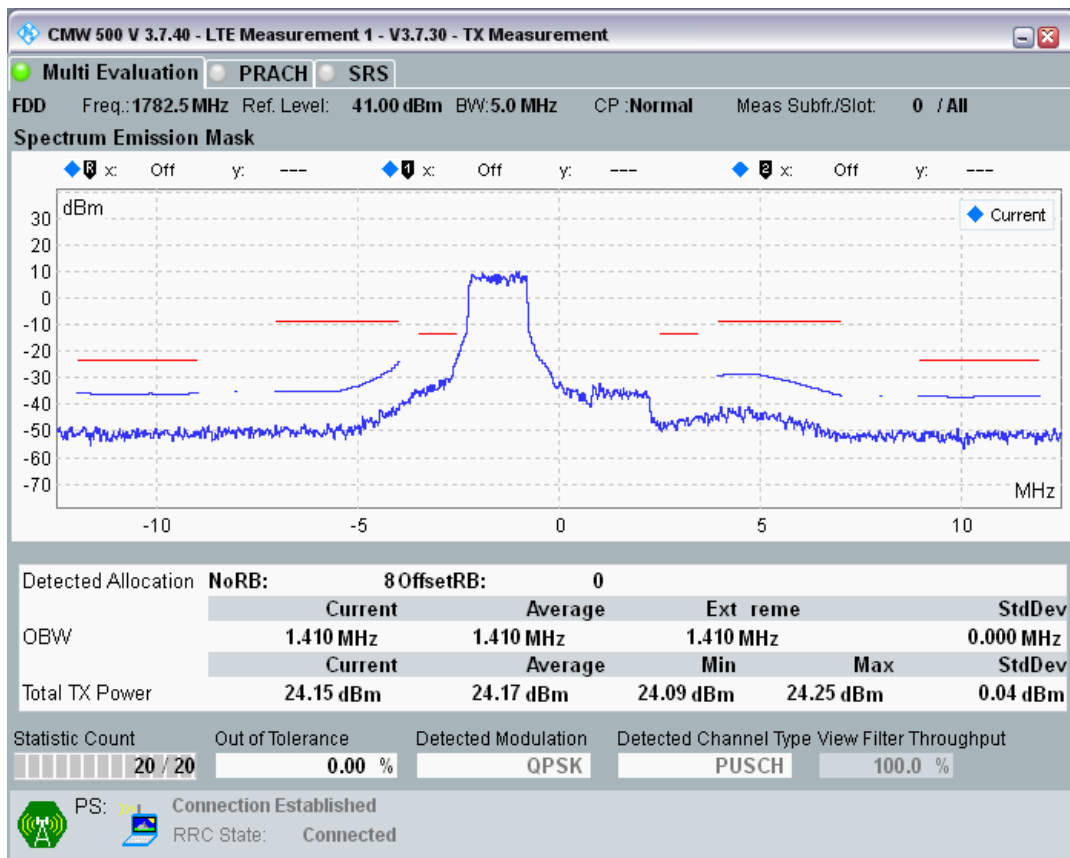 CMW 500 V 3.7.40 - LTE Measurement 1 - V3.7.30 - TX Measurement
Multi Evaluation PRACH SRS
FDD Freq.:1782.5 MHz Ref. Level: 41.00 dBm BW:5.0 MHz CP :Normal Meas Subfr./Slot: 0 / All
Spectrum Emission Mask
R x: Off y: --- 1 x: Off y: --- 2 x: Off y: ---
dBm
Current
30
20
10
0
-10
-20
-30
-40
-50
-60
-70
MHz
-10 -5 0 5 10
Detected Allocation NoRB: 8 OffsetRB: 0
Current Average Ext reme StdDev
OBW 1.410 MHz 1.410 MHz 1.410 MHz 0.000 MHz
Current Average Min Max StdDev
Total TX Power 24.15 dBm 24.17 dBm 24.09 dBm 24.25 dBm 0.04 dBm
Statistic Count Out of Tolerance Detected Modulation Detected Channel Type View Filter Throughput
20 / 20 0.00 % QPSK PUSCH 100.0 %
PS: Connection Established
RRC State: Connected